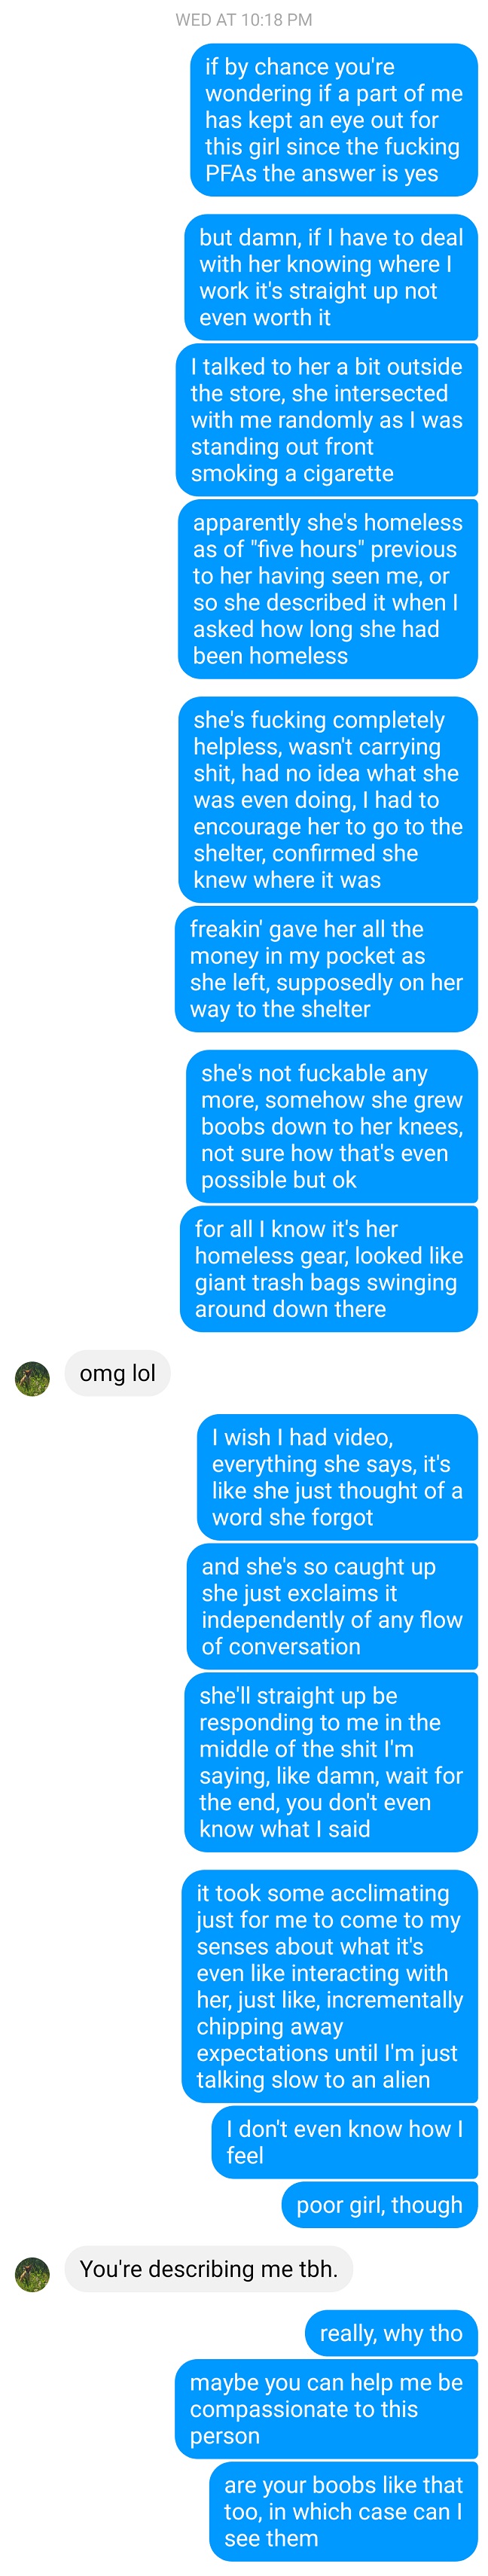 WED AT 10:18 PM
if by chance you're
wondering if a part of me
has kept an eye out for
this girl since the fucking
PFAs the answer is yes
but damn, if I have to deal
with her knowing where I
work it's straight up not
even worth it
I talked to her a bit outside
the store, she intersected
with me randomly as I was
standing out front
smoking a cigarette
apparently she's homeless
as of "five hours" previous
to her having seen me, or
so she described it when I
asked how long she had
been homeless
she's fucking completely
helpless, wasn't carrying
shit, had no idea what she
was even doing, I had to
encourage her to go to the
shelter, confirmed she
knew where it was
freakin' gave her all the
money in my pocket as
she left, supposedly on her
way to the shelter
she's not fuckable any
more, somehow she grew
boobs down to her knees,
not sure how that's even
possible but ok
for all I know it's her
homeless gear, looked like
giant trash bags swinging
around down there
omg lol
I wish I had video,
everything she says, it's
like she just thought of a
word she forgot
and she's so caught up
she just exclaims it
independently of any flow
of conversation
she'll straight up be
responding to me in the
middle of the shit I'm
saying, like damn, wait for
the end, you don't even
know what I said
it took some acclimating
just for me to come to my
senses about what it's
even like interacting with
her, just like, incrementally
chipping away
expectations until I'm just
talking slow to an alien
I don't even know how I
feel
poor girl, though
You're describing me tbh.
really, why tho
maybe you can help me be
compassionate to this
person
are your boobs like that
too, in which case can I
see them